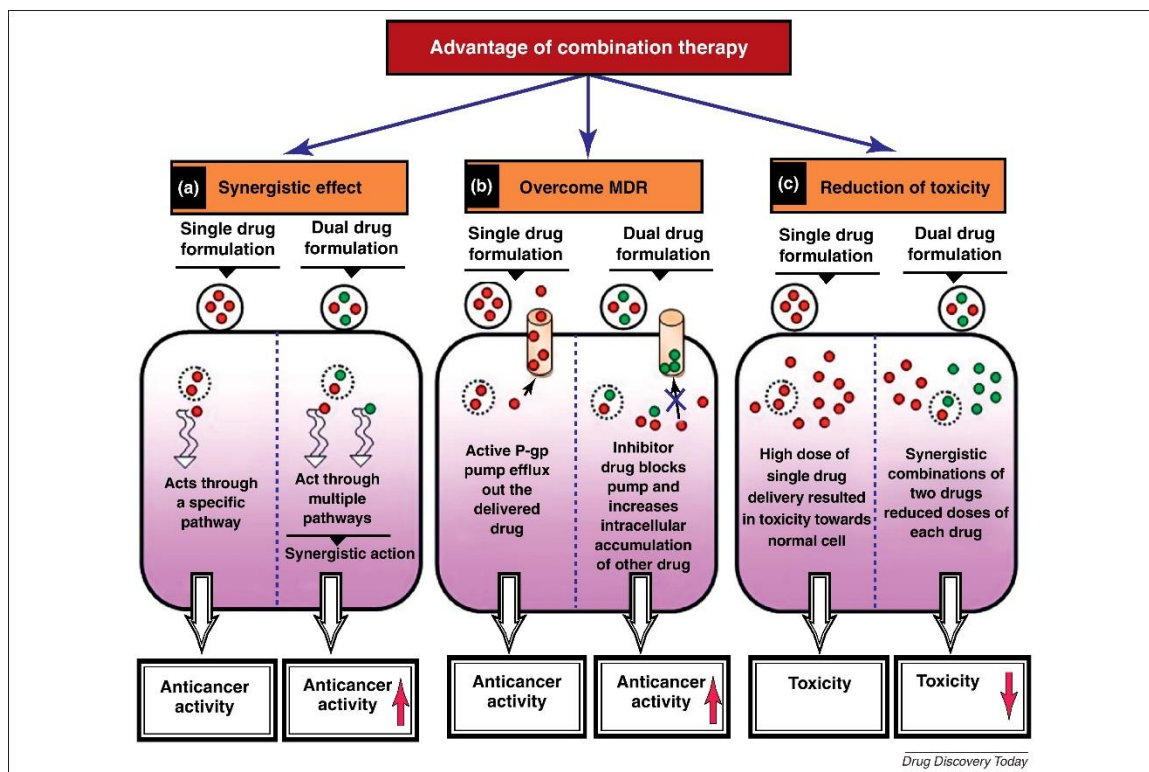 Advantage of combination therapy
(a)
Synergistic effect
(b)
Overcome MDR
(c)
Reduction of toxicity
Single drug
formulation
Dual drug
formulation
Single drug
formulation
Dual drug
formulation
Single drug
formulation
Dual drug
formulation
Acts through
a specific
pathway
Act through
multiple
pathways
Synergistic action
Active P-gp
pump efflux
out the
delivered
drug
Inhibitor
drug blocks
pump and
increases
intracellular
accumulation
of other drug
High dose of
single drug
delivery resulted
in toxicity towards
normal cell
Synergistic
combinations of
two drugs
reduced doses of
each drug
Anticancer
activity
Anticancer
activity
Anticancer
activity
Anticancer
activity
Toxicity
Toxicity
Drug Discovery Today